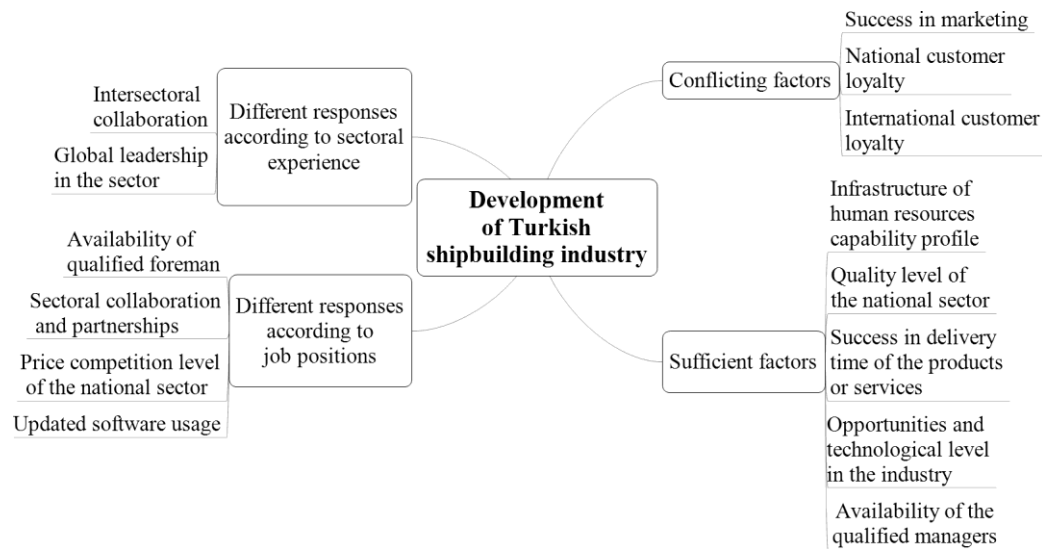 Development
of Turkish
shipbuilding industry
Different responses
according to sectoral
experience
Intersectoral
collaboration
Global leadership
in the sector
Different responses
according to
job positions
Availability of
qualified foreman
Sectoral collaboration
and partnerships
Price competition level
of the national sector
Updated software usage
Conflicting factors
Success in marketing
National customer
loyalty
International customer
loyalty
Sufficient factors
Infrastructure of
human resources
capability profile
Quality level of
the national sector
Success in delivery
time of the products
or services
Opportunities and
technological level
in the industry
Availability of the
qualified managers